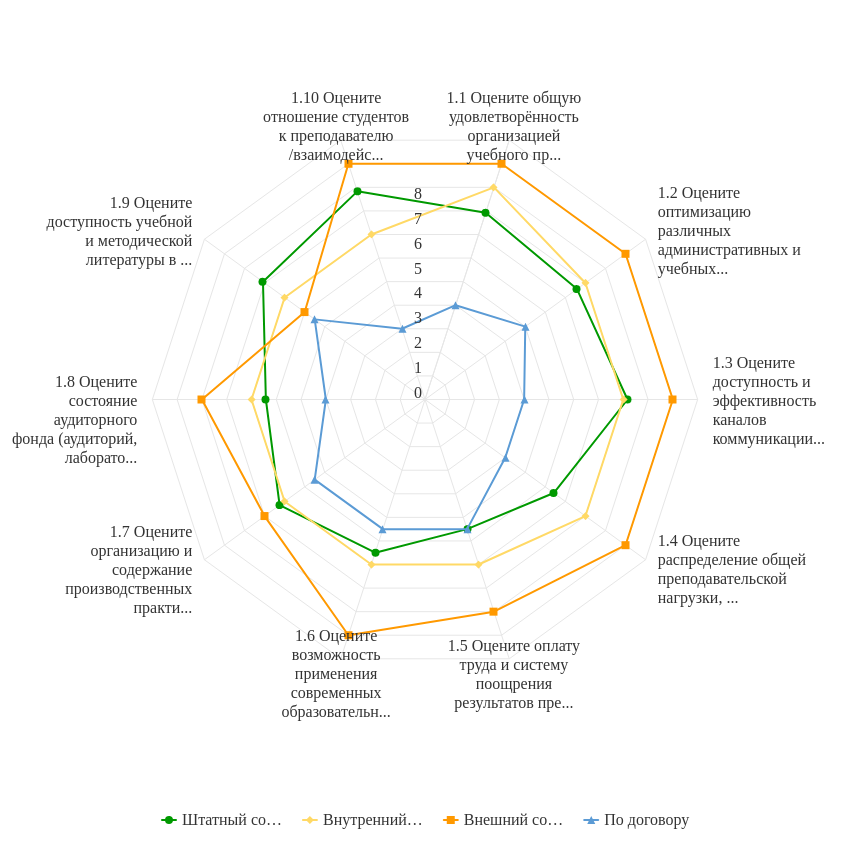 1.10 Оцените
отношение студентов
к преподавателю
/взаимодейс...
1.1 Оцените общую
удовлетворённость
организацией
учебного пр...
1.2 Оцените
оптимизацию
различных
административных и
учебных...
1.3 Оцените
доступность и
эффективность
каналов
коммуникации...
1.4 Оцените
распределение общей
преподавательской
нагрузки, ...
1.5 Оцените оплату
труда и систему
поощрения
результатов пре...
1.6 Оцените
возможность
применения
современных
образовательн...
1.7 Оцените
организацию и
содержание
производственных
практи...
1.8 Оцените
состояние
аудиторного
фонда (аудиторий,
лаборато...
1.9 Оцените
доступность учебной
и методической
литературы в ...
8
7
6
5
4
3
2
1
0
Штатный со…
Внутренний…
Внешний со…
По договору